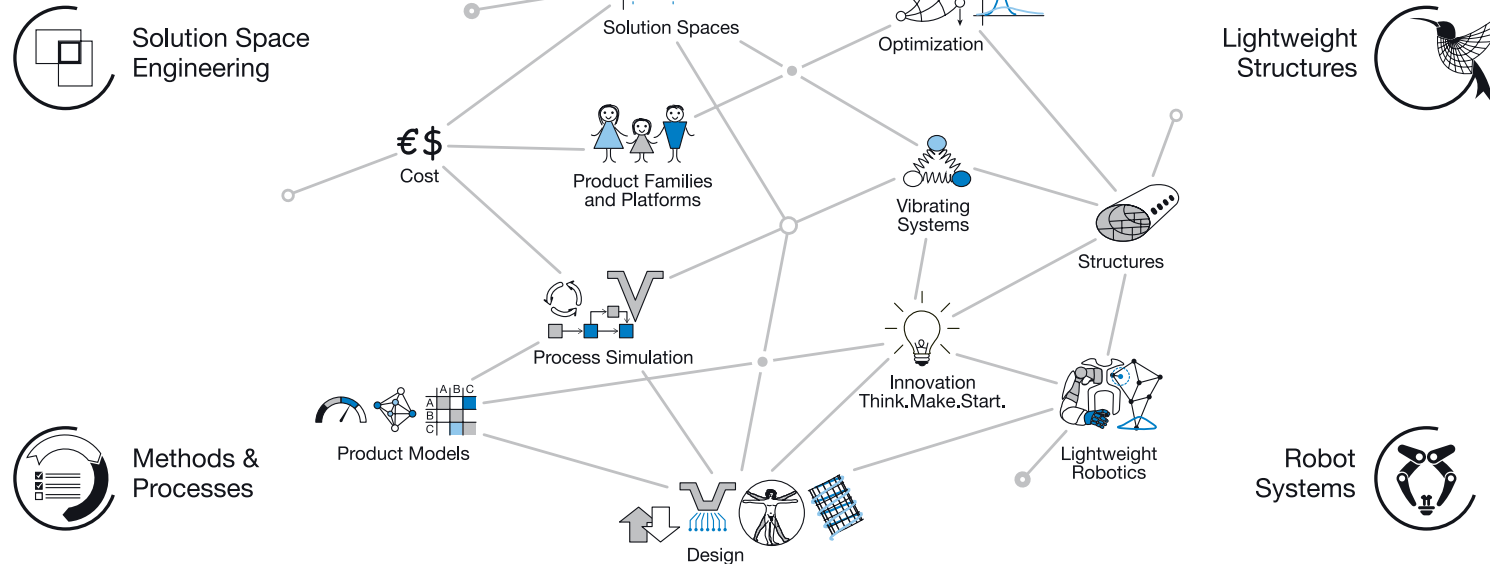 Solution Space
Engineering
Solution Spaces
Optimization
Lightweight
Structures
€$
Cost
Product Families
and Platforms
Vibrating
Systems
Structures
Process Simulation
Innovation
Think.Make.Start.
A B C
A
B
C
Product Models
Lightweight
Robotics
Methods &
Processes
Robot
Systems
Design